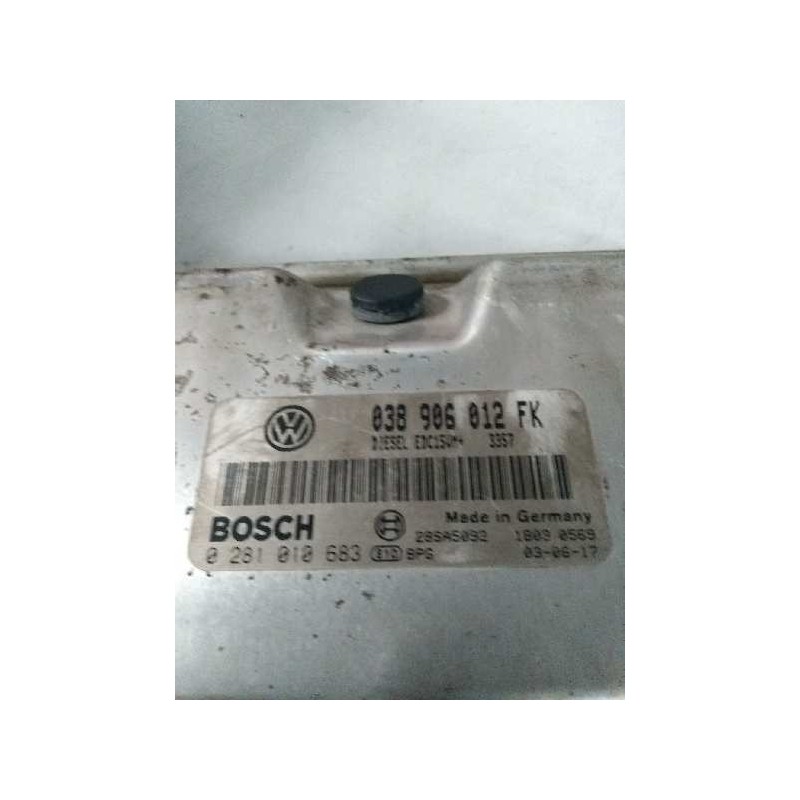 038 906 012 FK
DIESEL EDC15VM+ 3357
BOSCH
Made in Germany
28SA5093 1803 0569
0 281 010 683 BPG 03-06-17